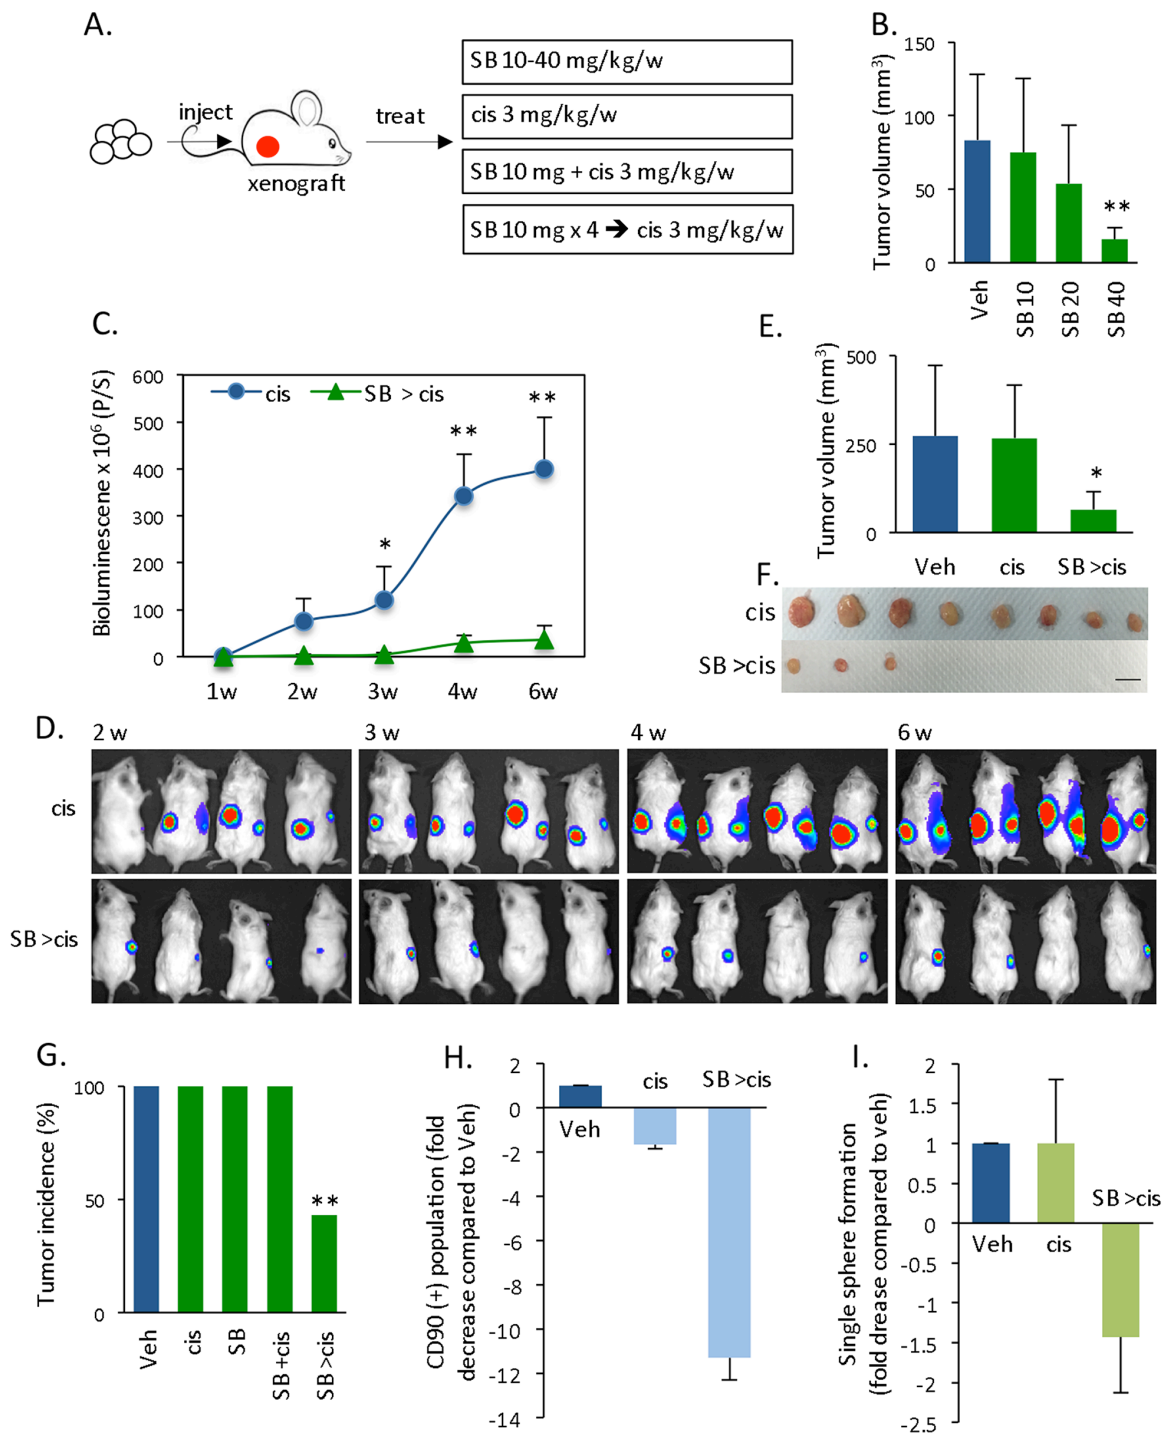 A.
inject
xenograft
treat
SB 10-40 mg/kg/w
cis 3 mg/kg/w
SB 10 mg + cis 3 mg/kg/w
SB 10 mg x 4 ➔ cis 3 mg/kg/w
B.
Tumor volume (mm³)
150
100
50
0
**
Veh
SB10
SB20
SB40
C.
Bioluminescene x 10⁶ (P/S)
600
500
400
300
200
100
0
cis
SB > cis
*
**
**
1w
2w
3w
4w
6w
E.
Tumor volume (mm³)
500
250
0
*
Veh
cis
SB >cis
F.
cis
SB >cis
D.
2 w
3 w
4 w
6 w
cis
SB >cis
G.
Tumor incidence (%)
100
50
0
**
Veh
cis
SB
SB+cis
SB >cis
H.
CD90 (+) population (fold
decrease compared to Veh)
2
0
-2
-4
-6
-8
-10
-12
-14
Veh
cis
SB >cis
I.
Single sphere formation
(fold drease compared to veh)
2
1.5
1
0.5
0
-0.5
-1
-1.5
-2
-2.5
Veh
cis
SB >cis